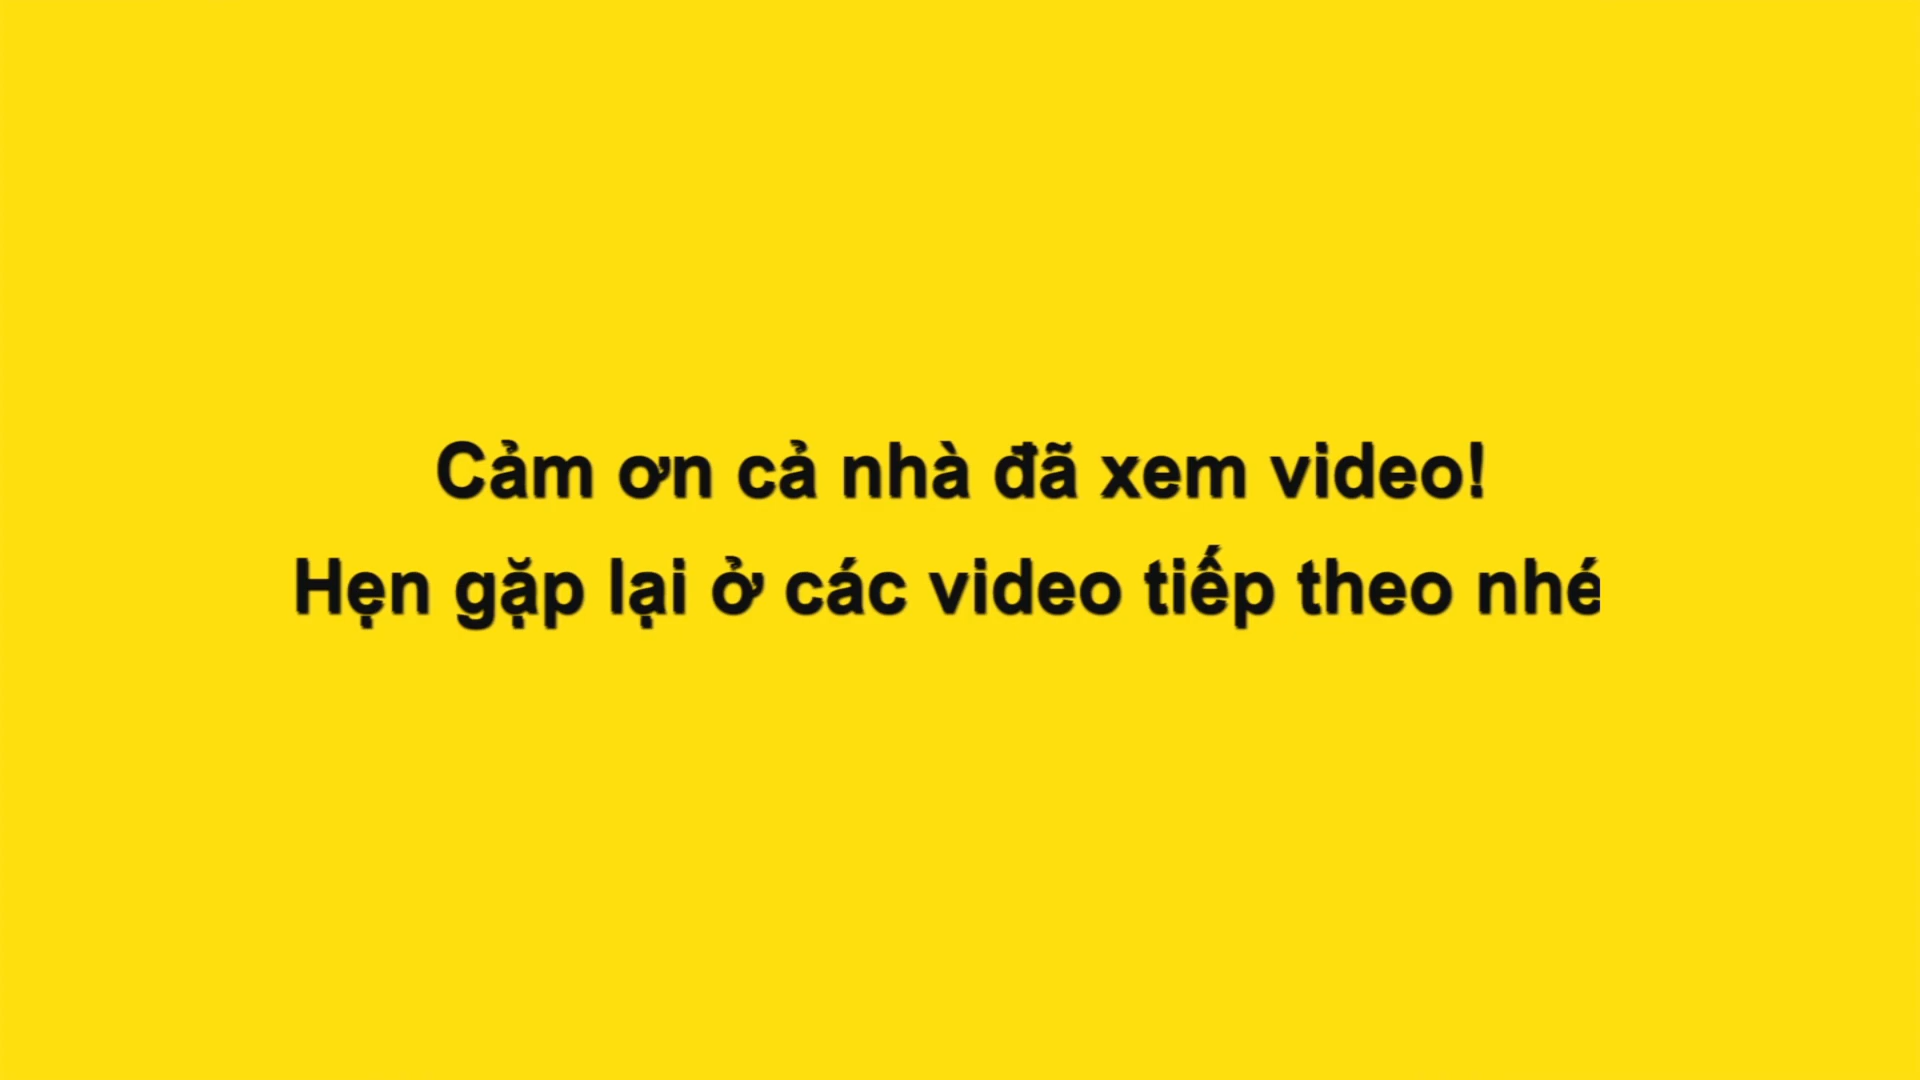 Cảm ơn cả nhà đã xem video!
Hẹn gặp lại ở các video tiếp theo nhé